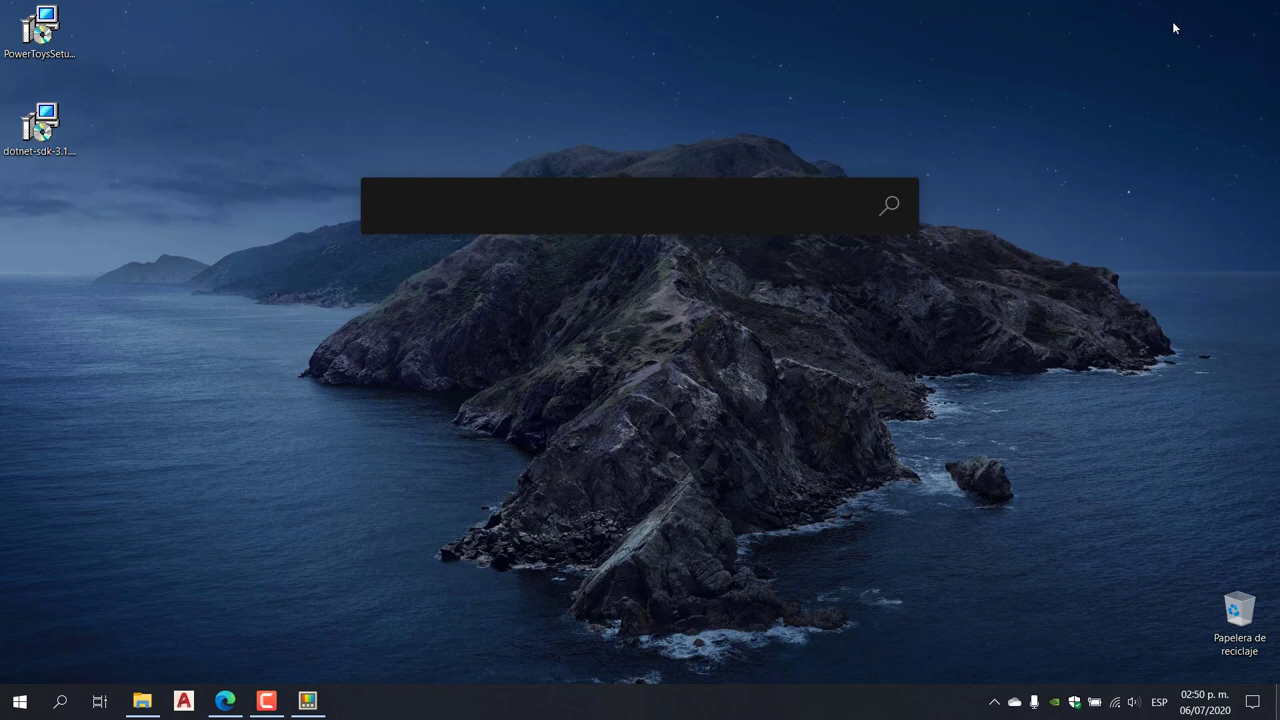 PowerToysSetu...
dotnet-sdk-3.1....
Papelera de
reciclaje
ESP
02:50 p. m.
06/07/2020